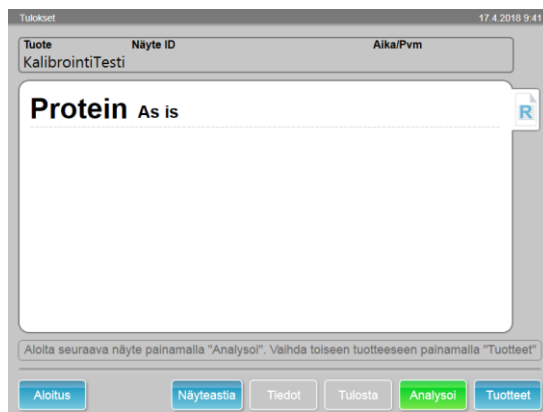 Tulokset 17.4.2018 9:41
Tuote Näyte ID Aika/Pvm
KalibrointiTesti
Protein As is
R
Aloita seuraava näyte painamalla "Analysoi". Vaihda toiseen tuotteeseen painamalla "Tuotteet"
Aloitus Näyteastia Tiedot Tulosta Analysoi Tuotteet